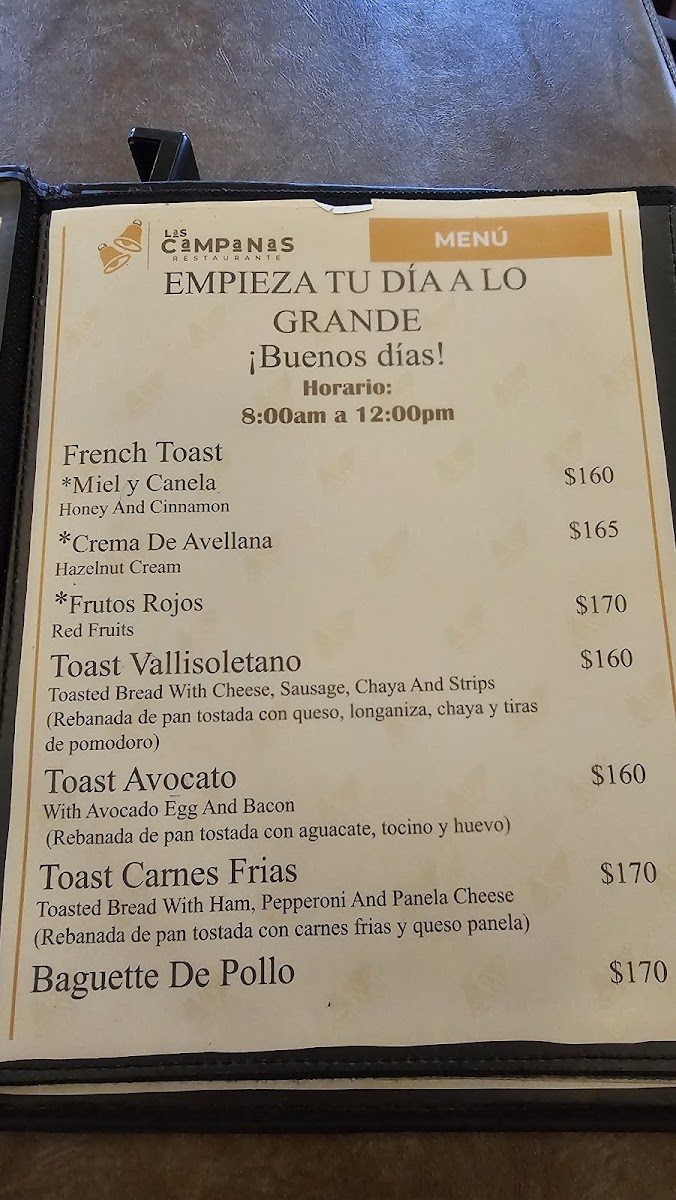 Las Campanas
RESTAURANTE
MENÚ
EMPIEZA TU DÍA A LO
GRANDE
¡Buenos días!
Horario:
8:00am a 12:00pm
French Toast
*Miel y Canela $160
Honey And Cinnamon
*Crema De Avellana $165
Hazelnut Cream
*Frutos Rojos $170
Red Fruits
Toast Vallisoletano $160
Toasted Bread With Cheese, Sausage, Chaya And Strips
(Rebanada de pan tostada con queso, longaniza, chaya y tiras
de pomodoro)
Toast Avocato $160
With Avocado Egg And Bacon
(Rebanada de pan tostada con aguacate, tocino y huevo)
Toast Carnes Frias $170
Toasted Bread With Ham, Pepperoni And Panela Cheese
(Rebanada de pan tostada con carnes frias y queso panela)
Baguette De Pollo $170